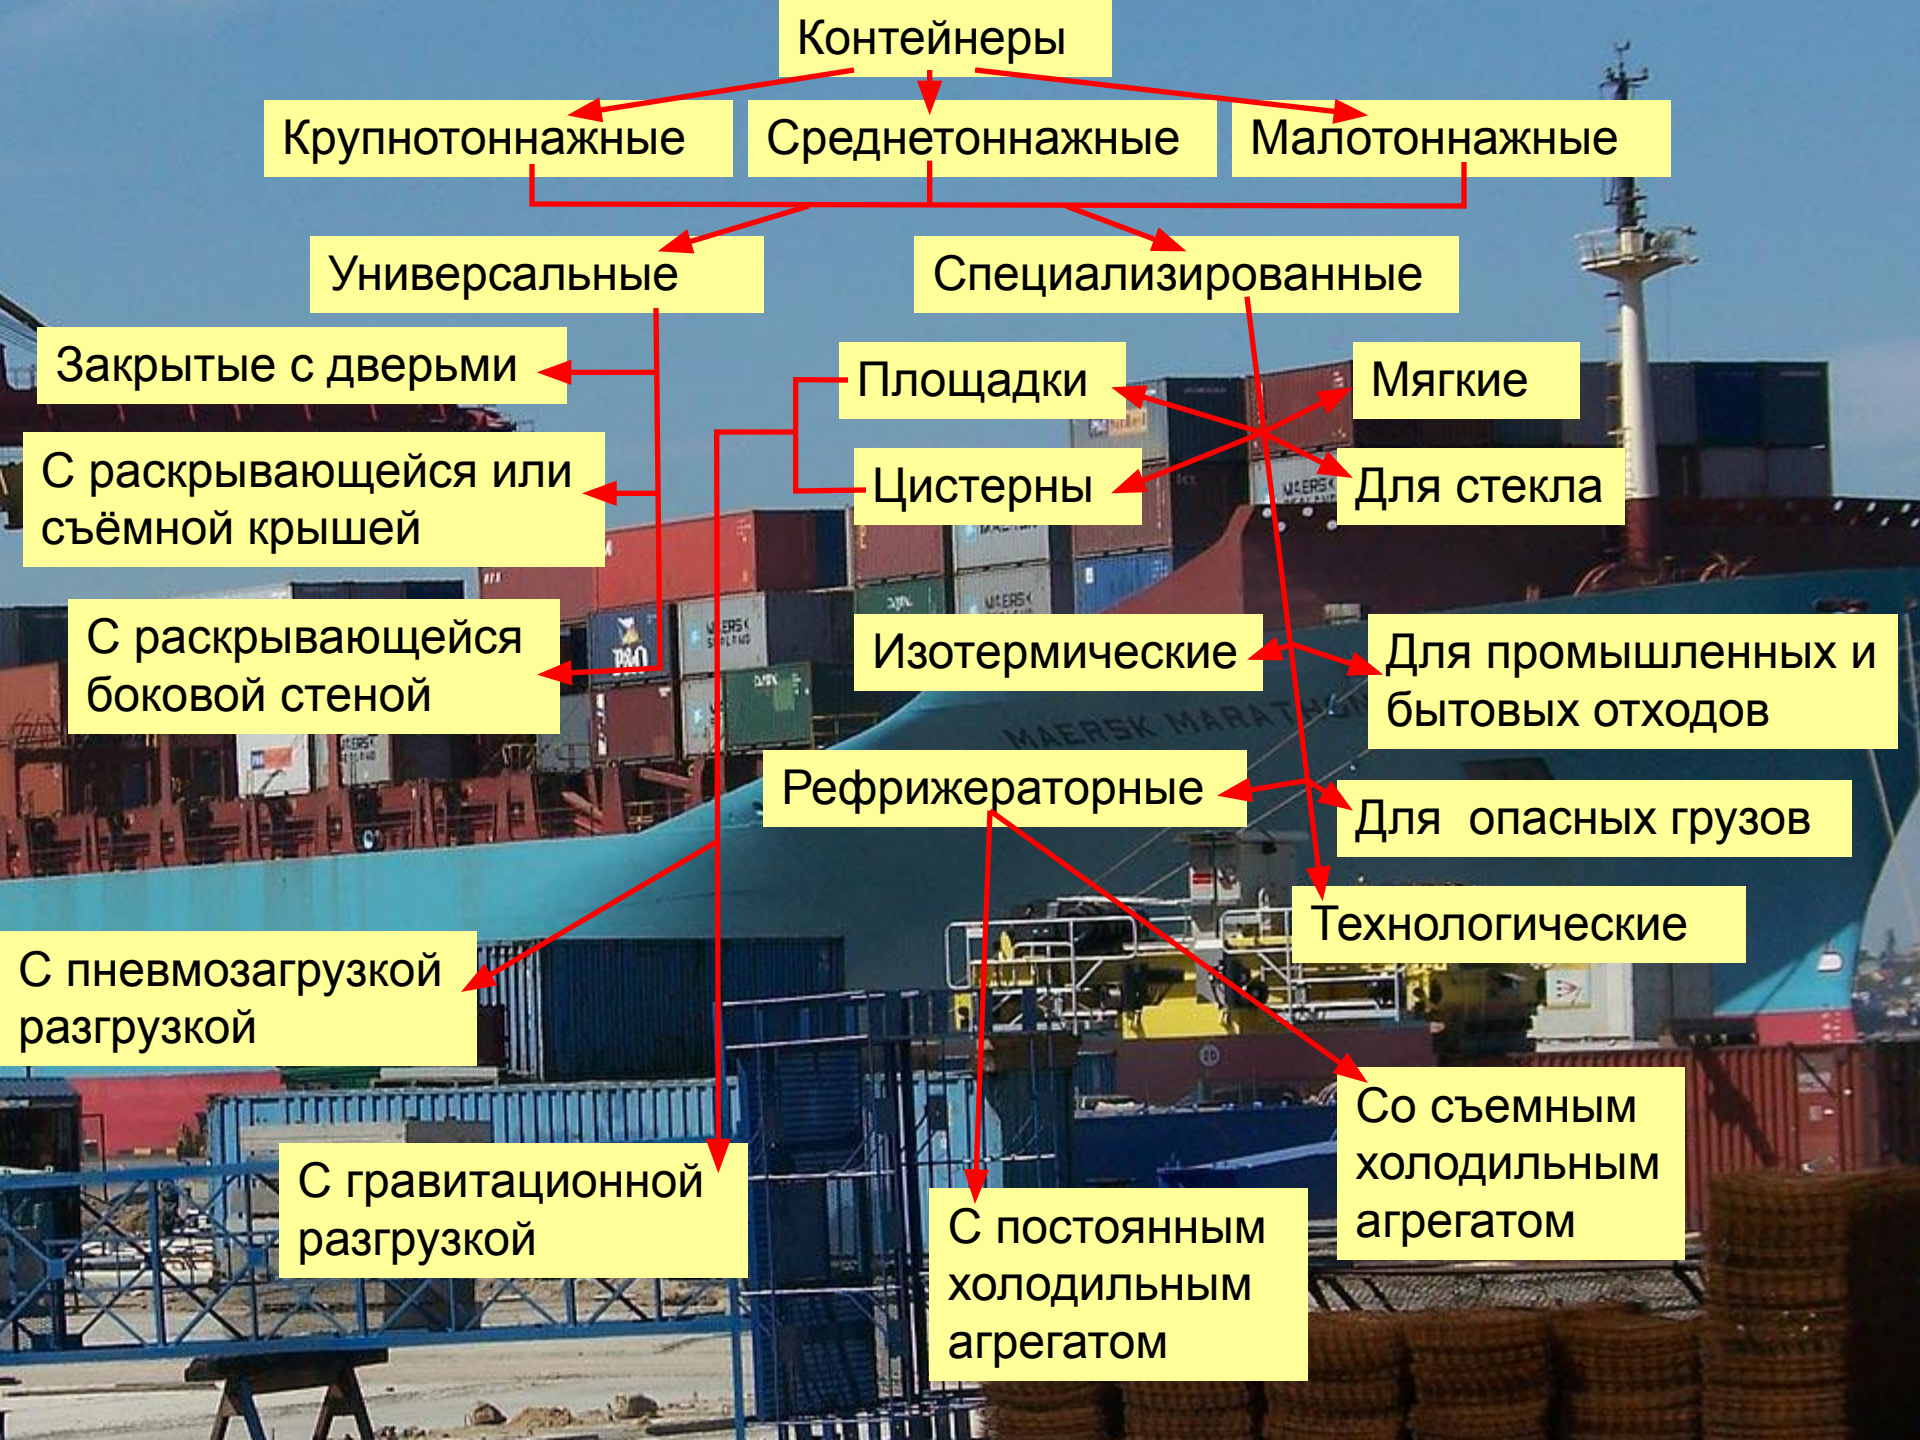 Контейнеры
Крупнотоннажные
Среднетоннажные
Малотоннажные
Универсальные
Специализированные
Закрытые с дверьми
Площадки
Мягкие
С раскрывающейся или
съёмной крышей
Цистерны
Для стекла
С раскрывающейся
боковой стеной
Изотермические
Для промышленных и
бытовых отходов
MAERSK MARATHON
Рефрижераторные
Для  опасных грузов
Технологические
С пневмозагрузкой
разгрузкой
С гравитационной
разгрузкой
С постоянным
холодильным
агрегатом
Со съемным
холодильным
агрегатом